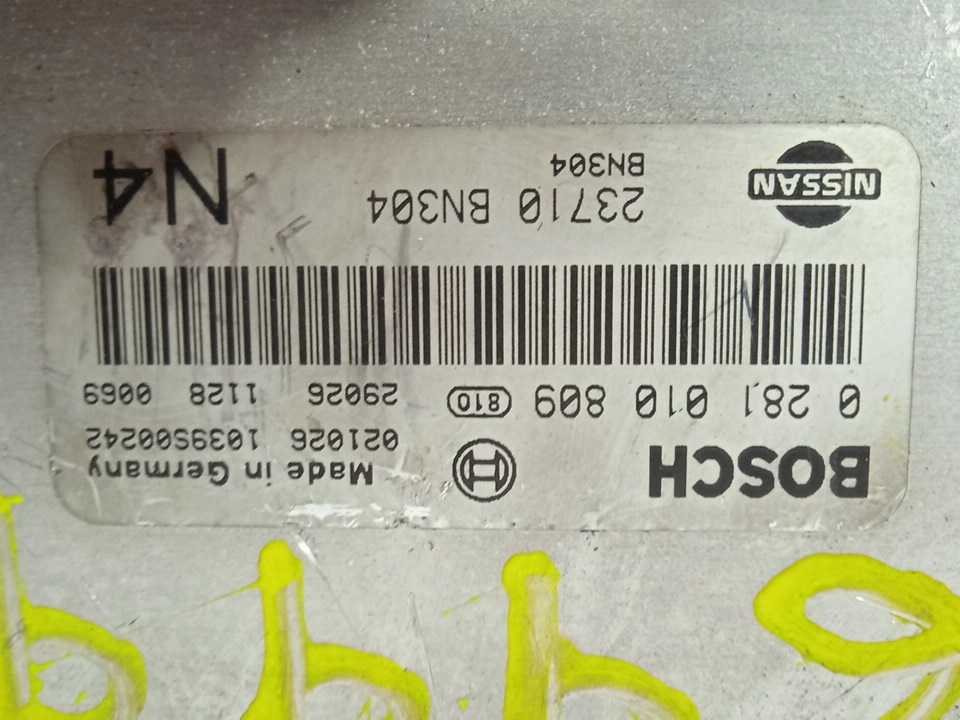 BOSCH
Made in Germany
021026 1039S00242
0 281 010 809 810 29026 1128 0069
NISSAN
23710 BN304
BN304
N4